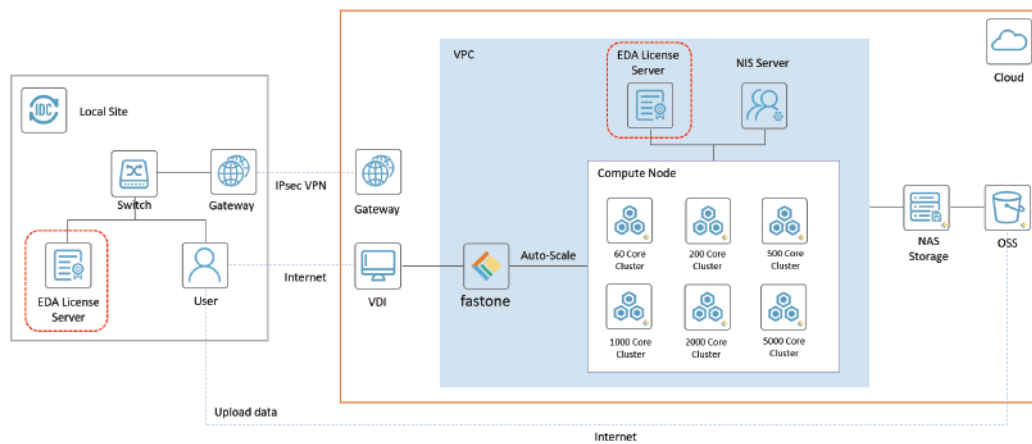 Cloud
VPC
EDA License
Server
NIS Server
IDC
Local Site
Switch
Gateway
IPsec VPN
Gateway
EDA License
Server
User
Internet
VDI
fastone
Auto-Scale
Compute Node
60 Core
Cluster
200 Core
Cluster
500 Core
Cluster
1000 Core
Cluster
2000 Core
Cluster
5000 Core
Cluster
NAS
Storage
OSS
Upload data
Internet